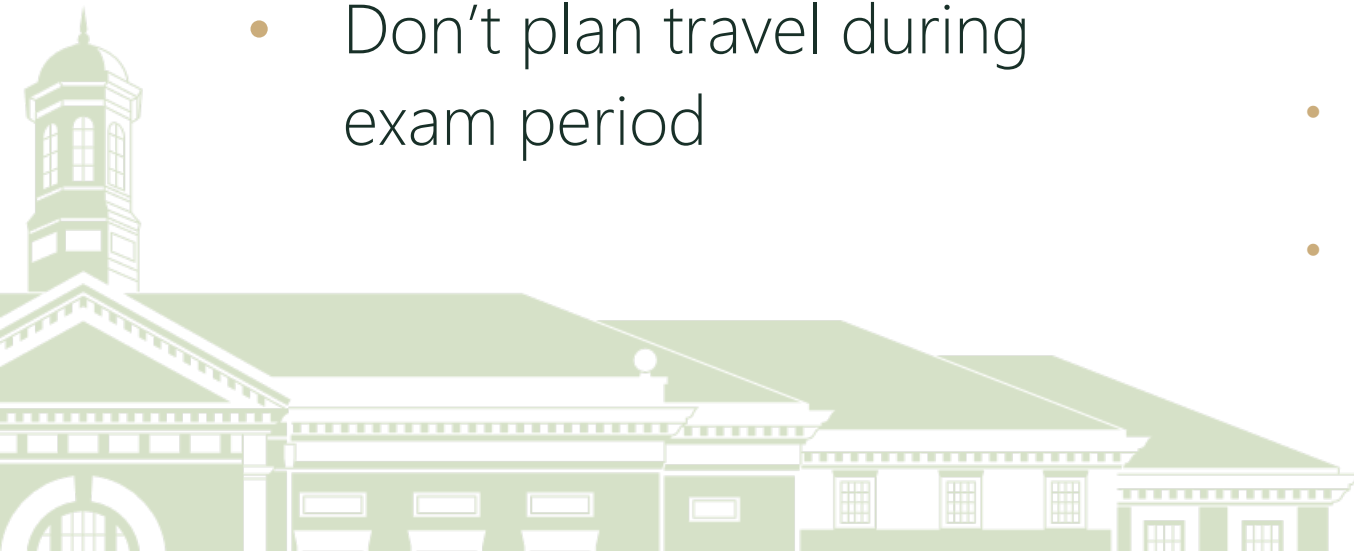 • Don’t plan travel during
exam period
•
•